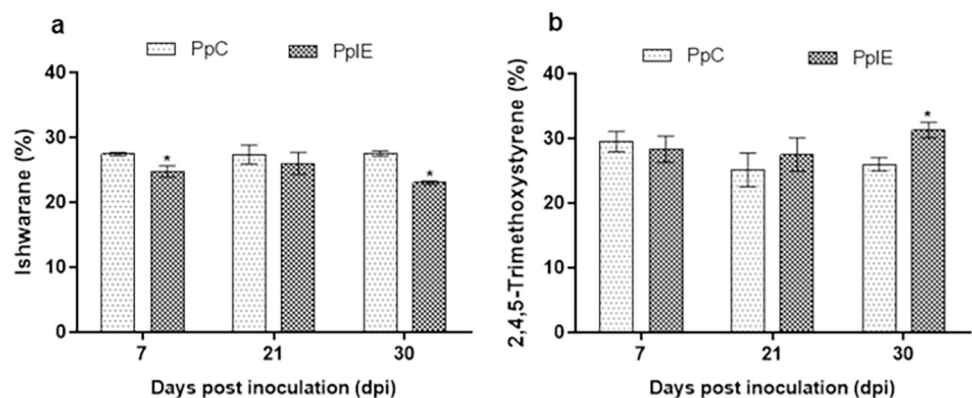 a
PpC PpIE
Ishwarane (%)
40
30
20
10
0
* *
7 21 30
Days post inoculation (dpi)
b
PpC PpIE
2,4,5-Trimethoxystyrene (%)
40
30
20
10
0
*
7 21 30
Days post inoculation (dpi)